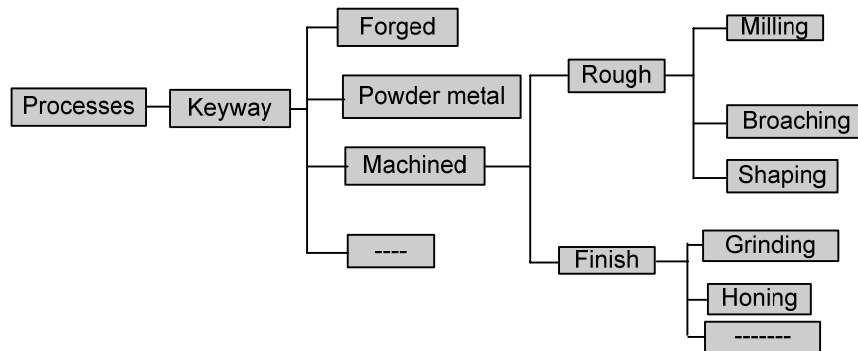 Processes
Keyway
Forged
Powder metal
Machined
----
Rough
Finish
Milling
Broaching
Shaping
Grinding
Honing
-------